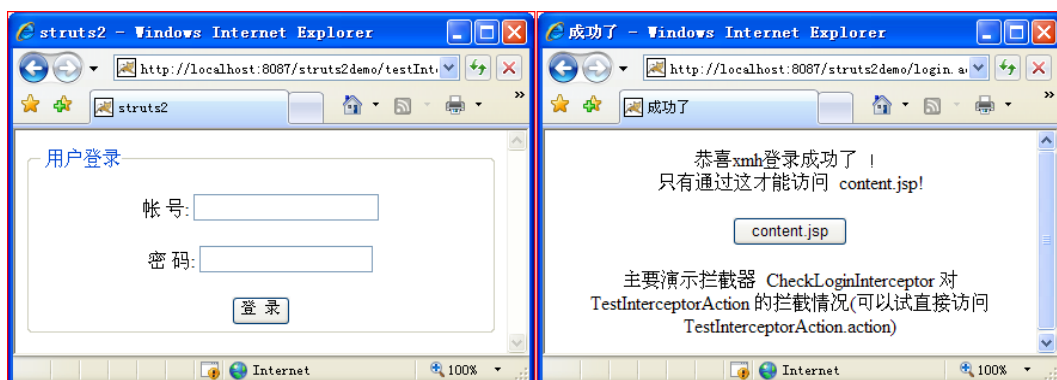 struts2 - Windows Internet Explorer
http://localhost:8087/struts2demo/testInt
struts2
»
用户登录
帐 号:
密 码:
登 录
Internet
100%
成功了 - Windows Internet Explorer
http://localhost:8087/struts2demo/login.a
成功了
»
恭喜xmh登录成功了 !
只有通过这才能访问 content.jsp!
content.jsp
主要演示拦截器 CheckLoginInterceptor 对
TestInterceptorAction 的拦截情况(可以试直接访问
TestInterceptorAction.action)
Internet
100%